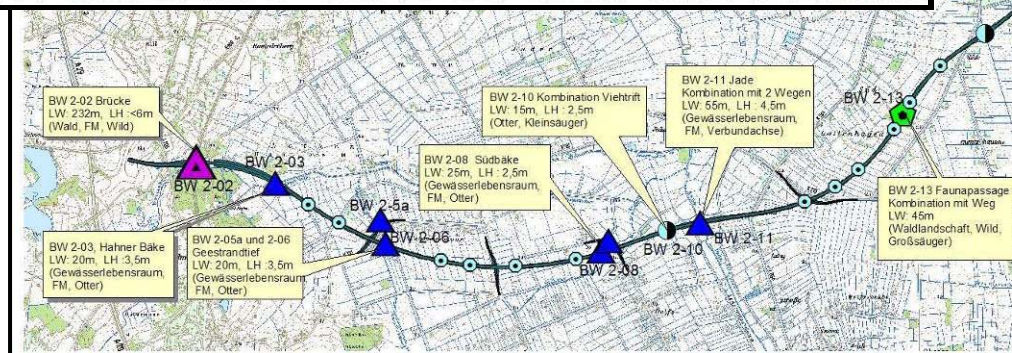 BW 2-02 Brücke
LW: 232m, LH :<6m
(Wald, FM, Wild)
BW 2-02
BW 2-03
BW 2-03, Hahner Bäke
LW: 20m, LH :3,5m
(Gewässerlebensraum,
FM, Otter)
BW 2-05a und 2-06
Geestrandtief
LW: 20m, LH :3,5m
(Gewässerlebensraum,
FM, Otter)
BW 2-5a
BW 2-06
BW 2-08 Südbäke
LW: 25m, LH : 2,5m
(Gewässerlebensraum,
FM, Otter)
BW 2-08
BW 2-10 Kombination Viehtrift
LW: 15m, LH : 2,5m
(Otter, Kleinsäuger)
BW 2-10
BW 2-11 Jade
Kombination mit 2 Wegen
LW: 55m, LH : 4,5m
(Gewässerlebensraum,
FM, Verbundachse)
BW 2-11
BW 2-13
BW 2-13 Faunapassage
Kombination mit Weg
LW: 45m
(Waldlandschaft, Wild,
Großsäuger)